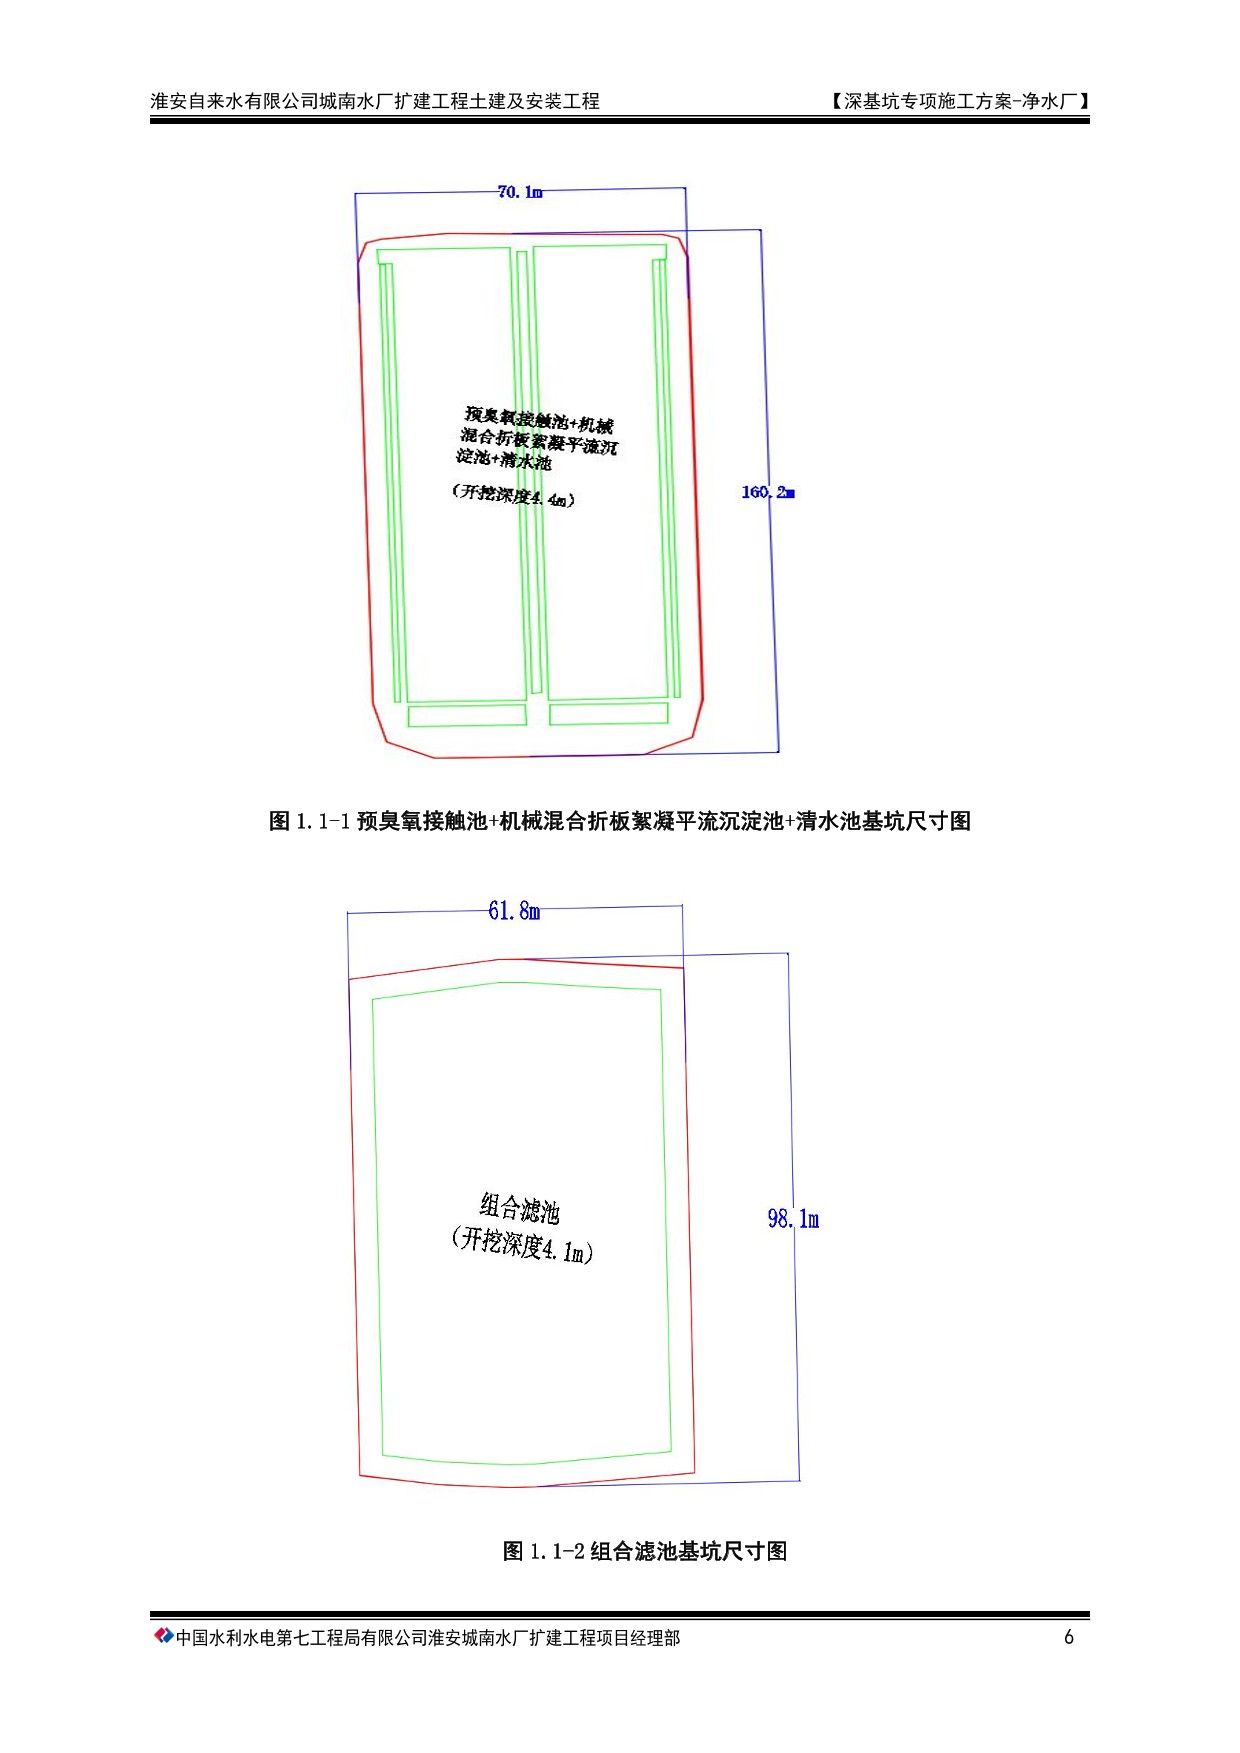 淮安自来水有限公司城南水厂扩建工程土建及安装工程 【深基坑专项施工方案-净水厂】
70.1m
预臭氧接触池+机械
混合折板絮凝平流沉
淀池+清水池
（开挖深度4.4m）
160.2m
图 1.1-1 预臭氧接触池+机械混合折板絮凝平流沉淀池+清水池基坑尺寸图
61.8m
组合滤池
（开挖深度4.1m）
98.1m
图 1.1-2 组合滤池基坑尺寸图
中国水利水电第七工程局有限公司淮安城南水厂扩建工程项目经理部 6